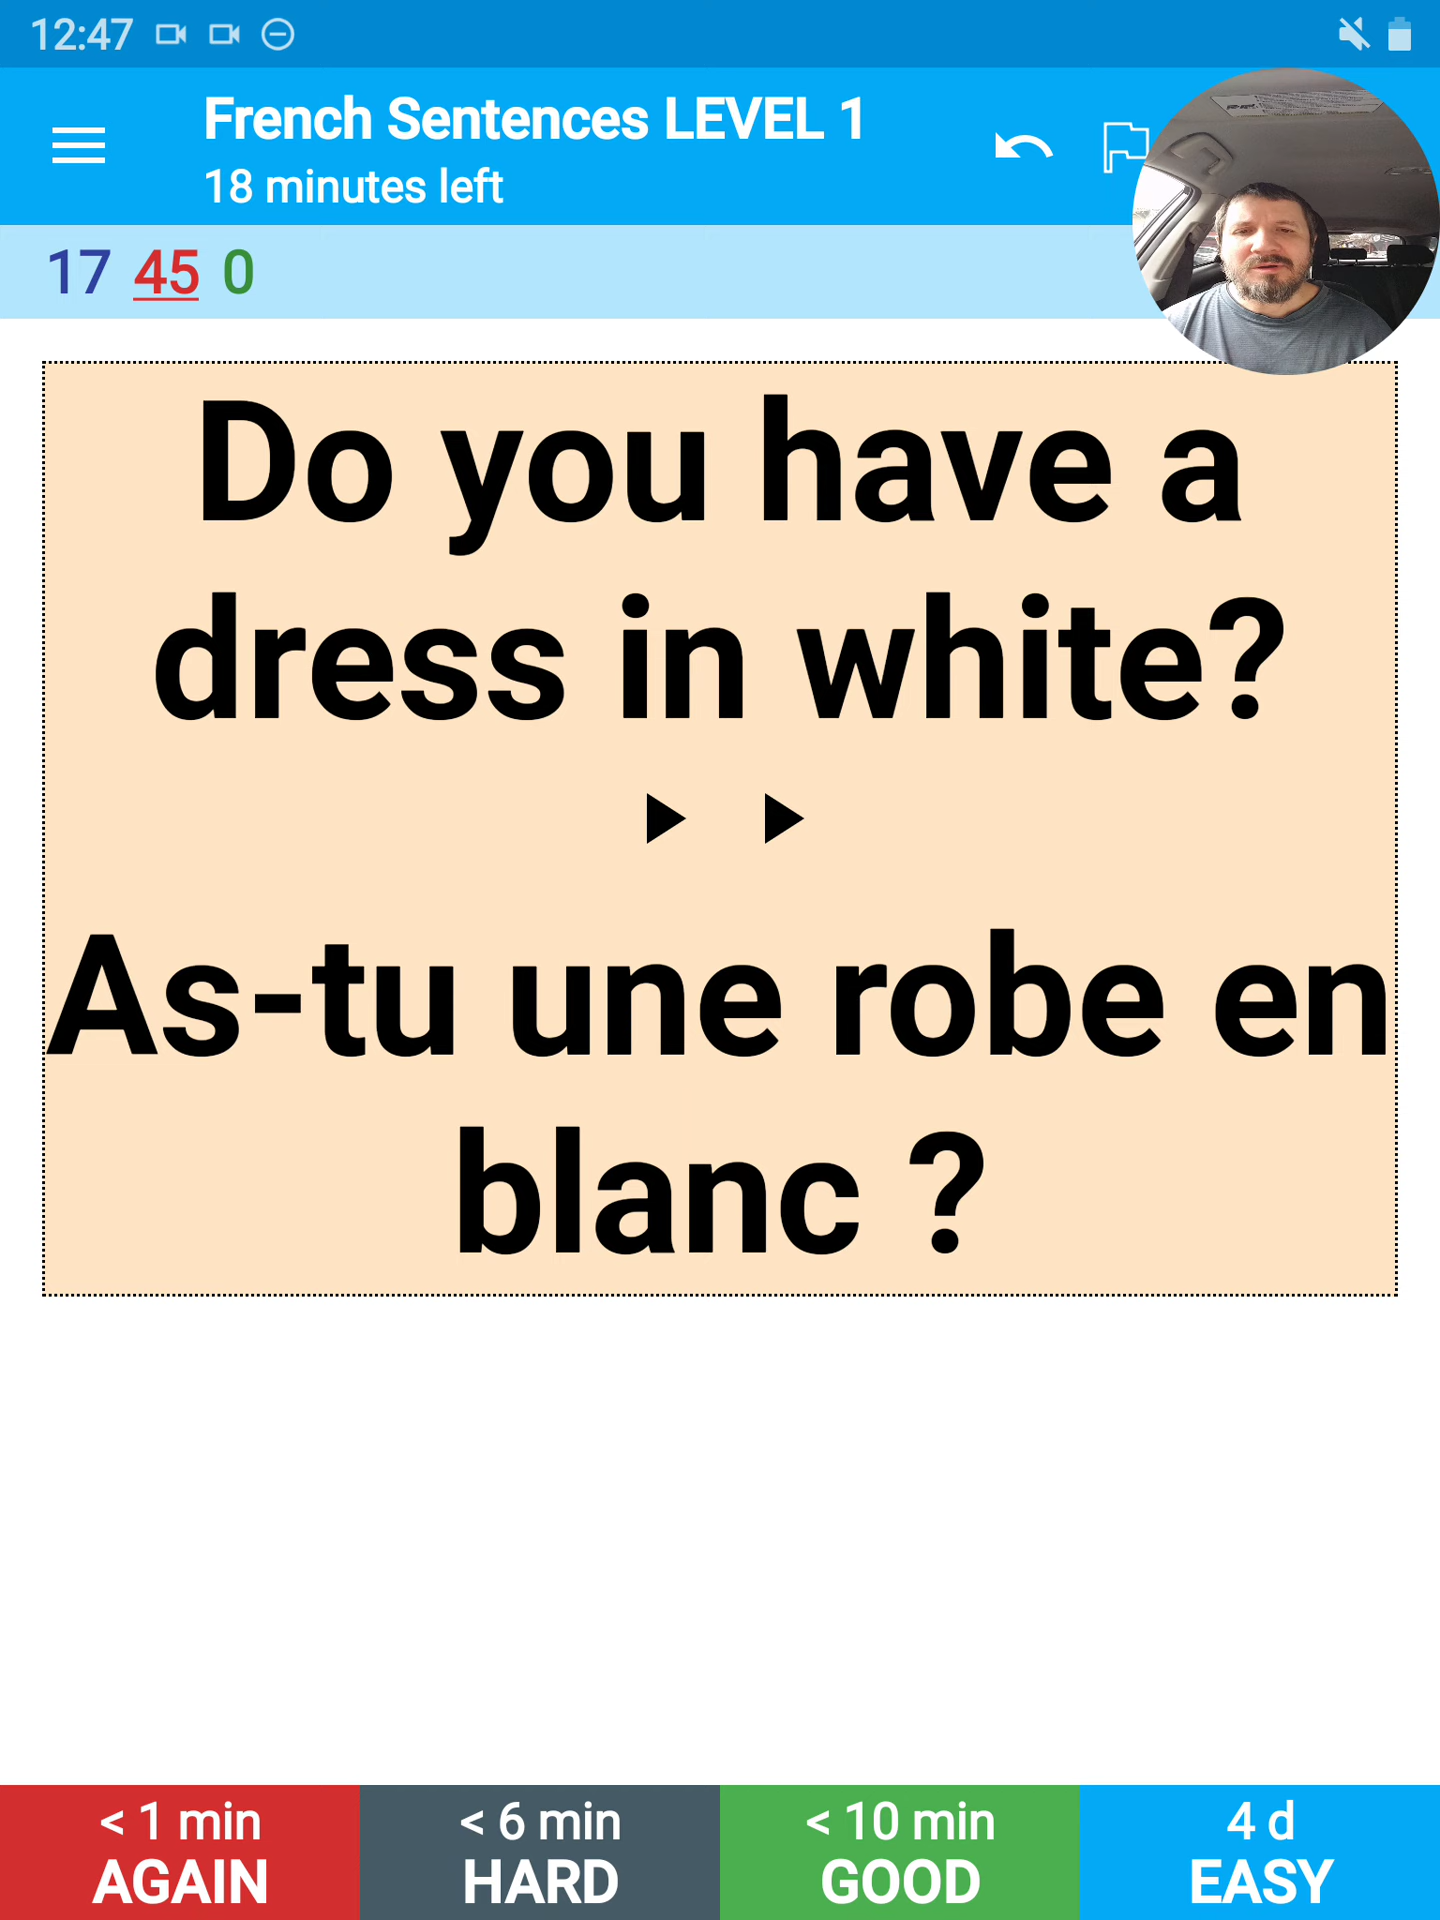 12:47
French Sentences LEVEL 1
18 minutes left
17 45 0
Do you have a
dress in white?
As-tu une robe en
blanc ?
< 1 min
AGAIN
< 6 min
HARD
< 10 min
GOOD
4 d
EASY